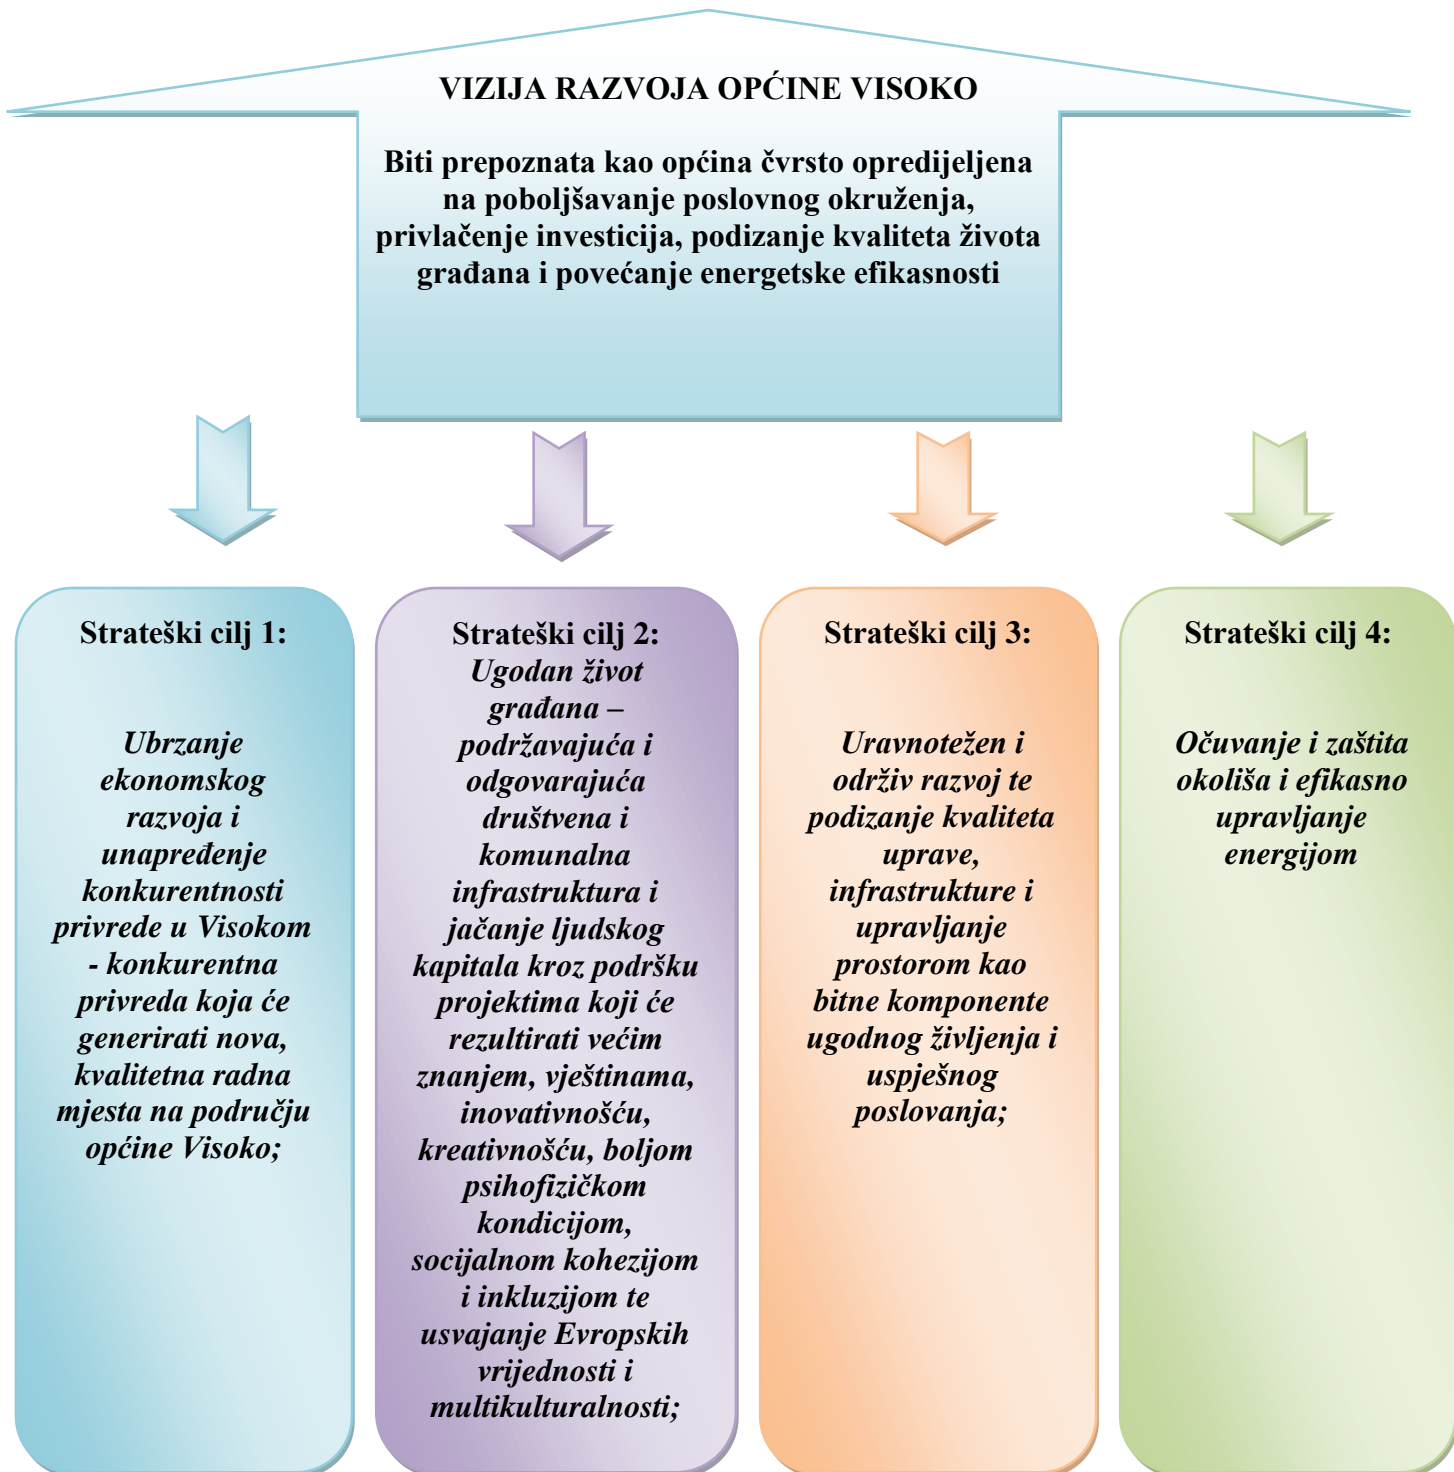 VIZIJA RAZVOJA OPĆINE VISOKO
Biti prepoznata kao općina čvrsto opredijeljena
na poboljšavanje poslovnog okruženja,
privlačenje investicija, podizanje kvaliteta života
građana i povećanje energetske efikasnosti
Strateški cilj 1:
Ubrzanje
ekonomskog
razvoja i
unapređenje
konkurentnosti
privrede u Visokom
- konkurentna
privreda koja će
generirati nova,
kvalitetna radna
mjesta na području
općine Visoko;
Strateški cilj 2:
Ugodan život
građana –
podržavajuća i
odgovarajuća
društvena i
komunalna
infrastruktura i
jačanje ljudskog
kapitala kroz podršku
projektima koji će
rezultirati većim
znanjem, vještinama,
inovativnošću,
kreativnošću, boljom
psihofizičkom
kondicijom,
socijalnom kohezijom
i inkluzijom te
usvajanje Evropskih
vrijednosti i
multikulturalnosti;
Strateški cilj 3:
Uravnotežen i
održiv razvoj te
podizanje kvaliteta
uprave,
infrastrukture i
upravljanje
prostorom kao
bitne komponente
ugodnog življenja i
uspješnog
poslovanja;
Strateški cilj 4:
Očuvanje i zaštita
okoliša i efikasno
upravljanje
energijom